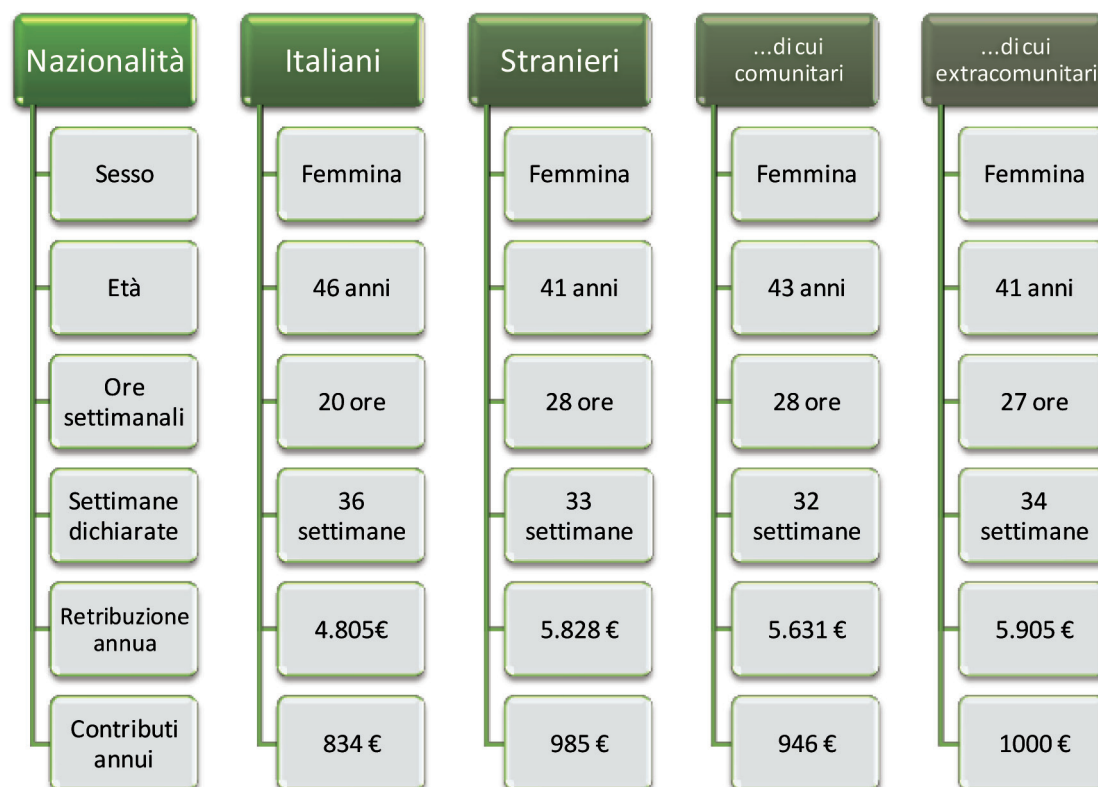 Nazionalità
Sesso
Età
Ore
settimanali
Settimane
dichiarate
Retribuzione
annua
Contributi
annui
Italiani
Femmina
46 anni
20 ore
36
settimane
4.805€
834 €
Stranieri
Femmina
41 anni
28 ore
33
settimane
5.828 €
985 €
...di cui
comunitari
Femmina
43 anni
28 ore
32
settimane
5.631 €
946 €
...di cui
extracomunitari
Femmina
41 anni
27 ore
34
settimane
5.905 €
1000 €